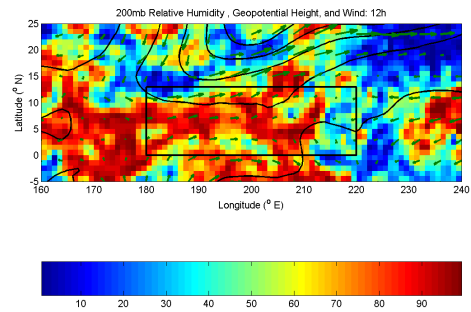 200mb Relative Humidity , Geopotential Height, and Wind: 12h
25
20
15
10
5
0
-5
Latitude (° N)
160 170 180 190 200 210 220 230 240
Longitude (° E)
10 20 30 40 50 60 70 80 90